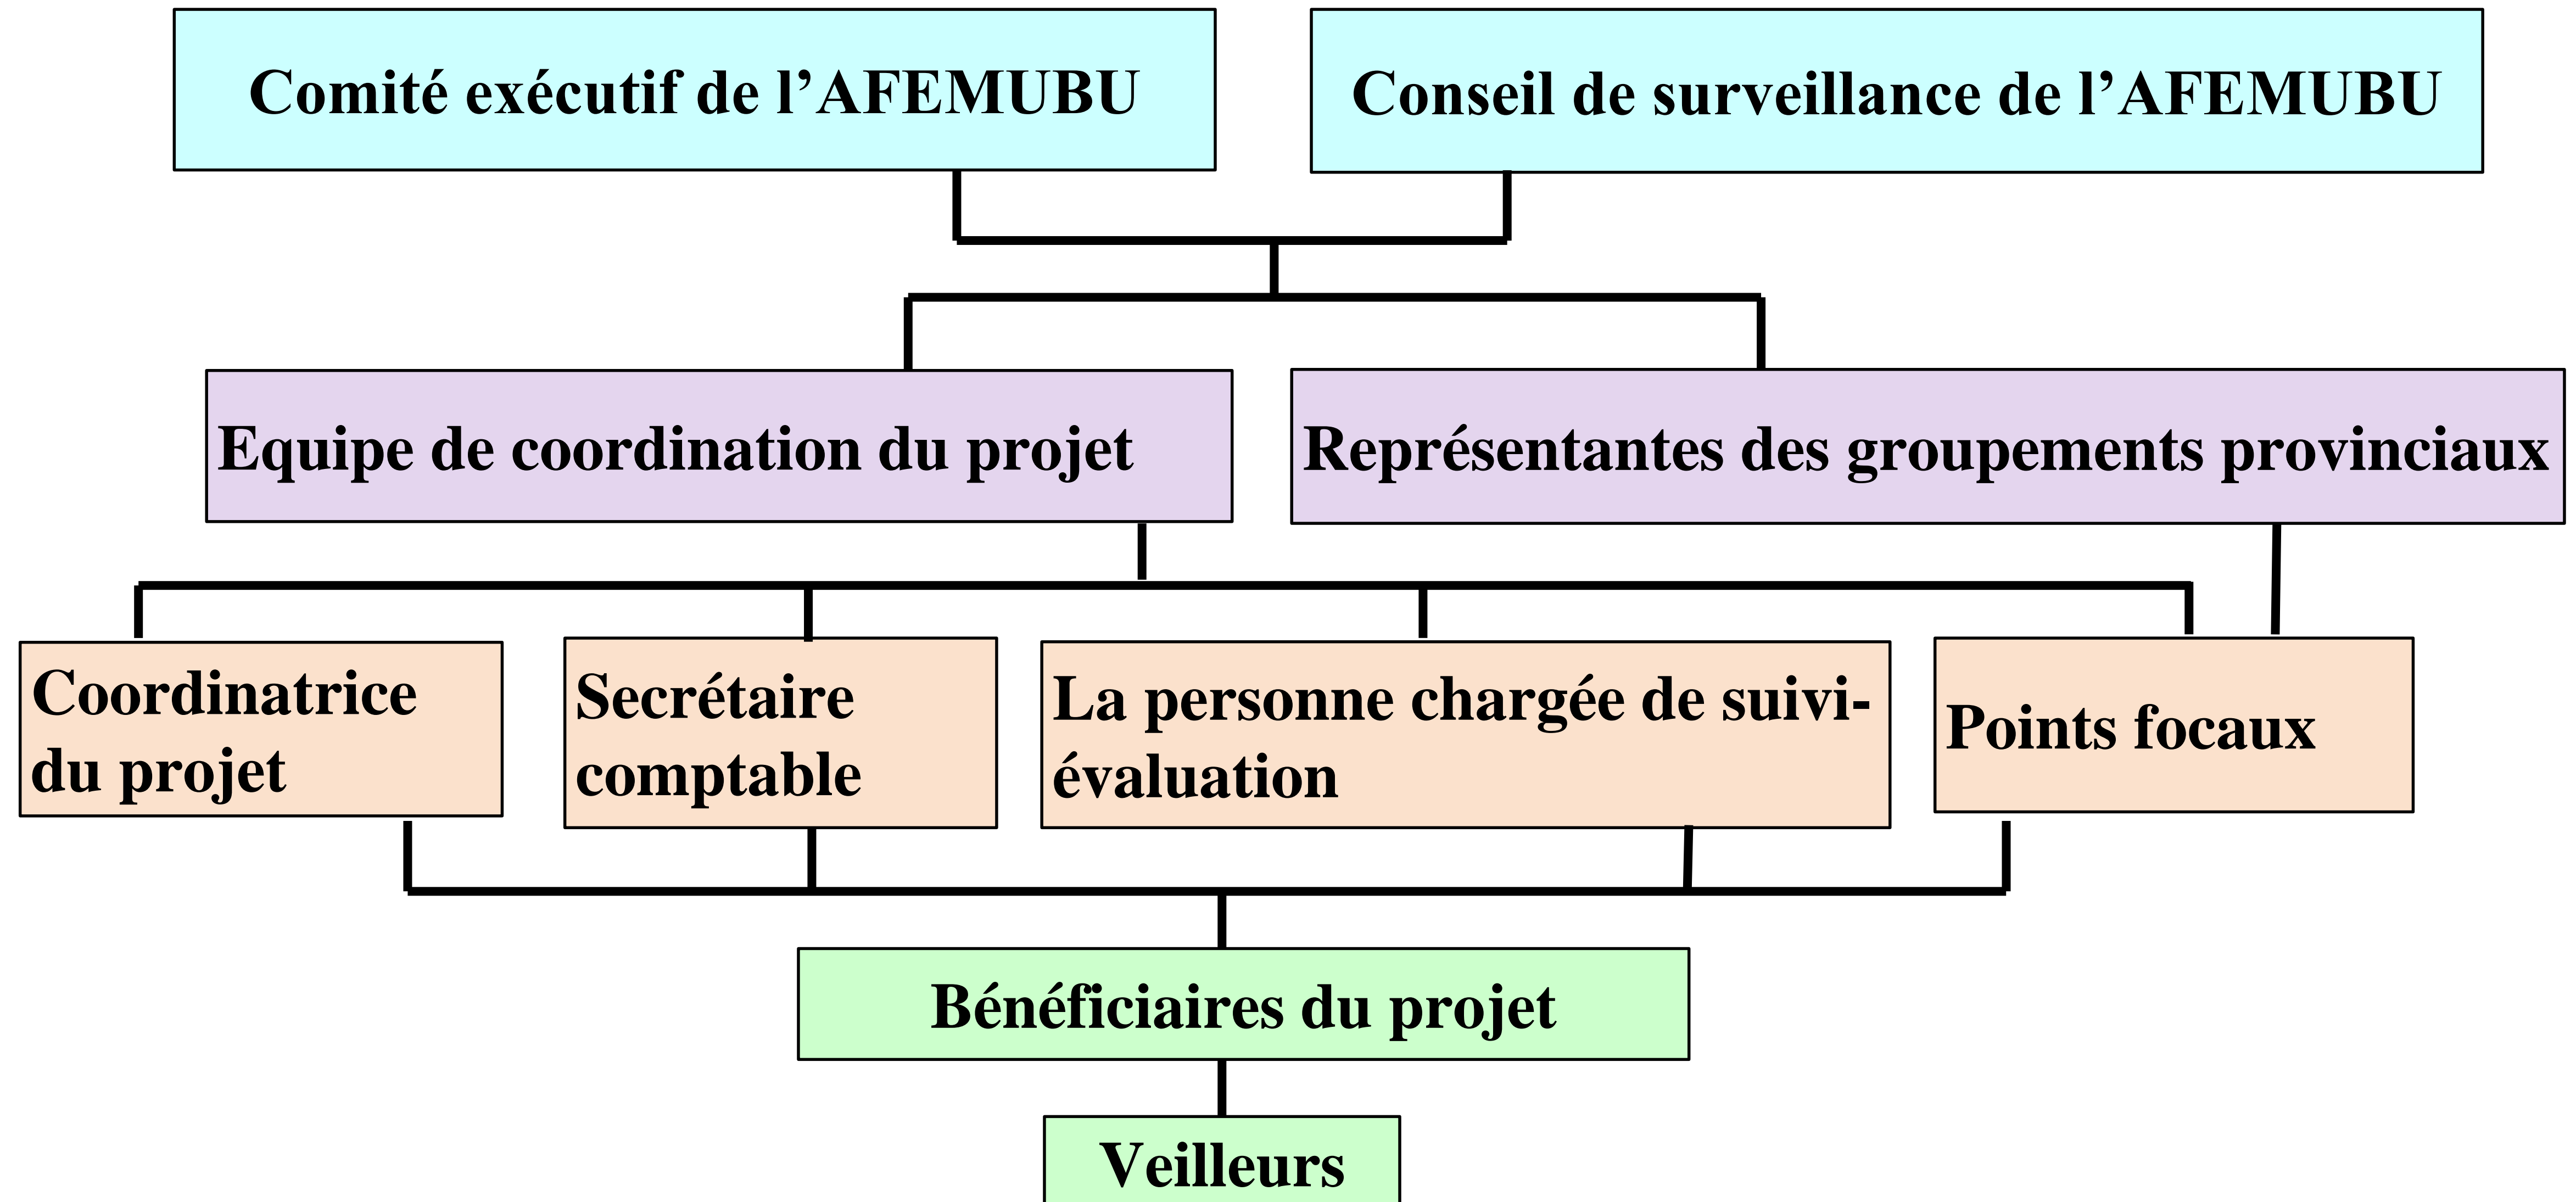 Comité exécutif de l’AFEMUBU
Conseil de surveillance de l’AFEMUBU
Equipe de coordination du projet
Représentantes des groupements provinciaux
Coordinatrice
du projet
Secrétaire
comptable
La personne chargée de suivi-
évaluation
Points focaux
Bénéficiaires du projet
Veilleurs